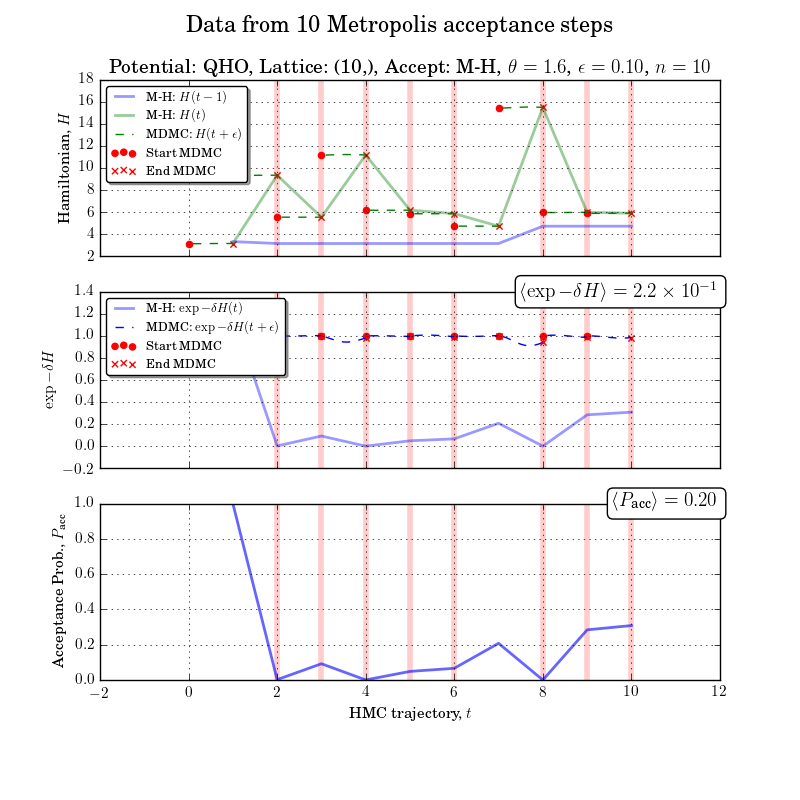 Data from 10 Metropolis acceptance steps
Potential: QHO, Lattice: (10,), Accept: M-H, θ = 1.6, ε = 0.10, n = 10
18
16
14
12
10
8
6
4
2
Hamiltonian, H
M-H: H(t − 1)
M-H: H(t)
MDMC: H(t + ε)
Start MDMC
End MDMC
1.4
1.2
1.0
0.8
0.6
0.4
0.2
0.0
−0.2
exp −δH
⟨exp −δH⟩ = 2.2 × 10⁻¹
M-H: exp −δH(t)
MDMC: exp −δH(t + ε)
Start MDMC
End MDMC
1.0
0.8
0.6
0.4
0.2
0.0
Acceptance Prob., P_acc
⟨P_acc⟩ = 0.20
−2 0 2 4 6 8 10 12
HMC trajectory, t